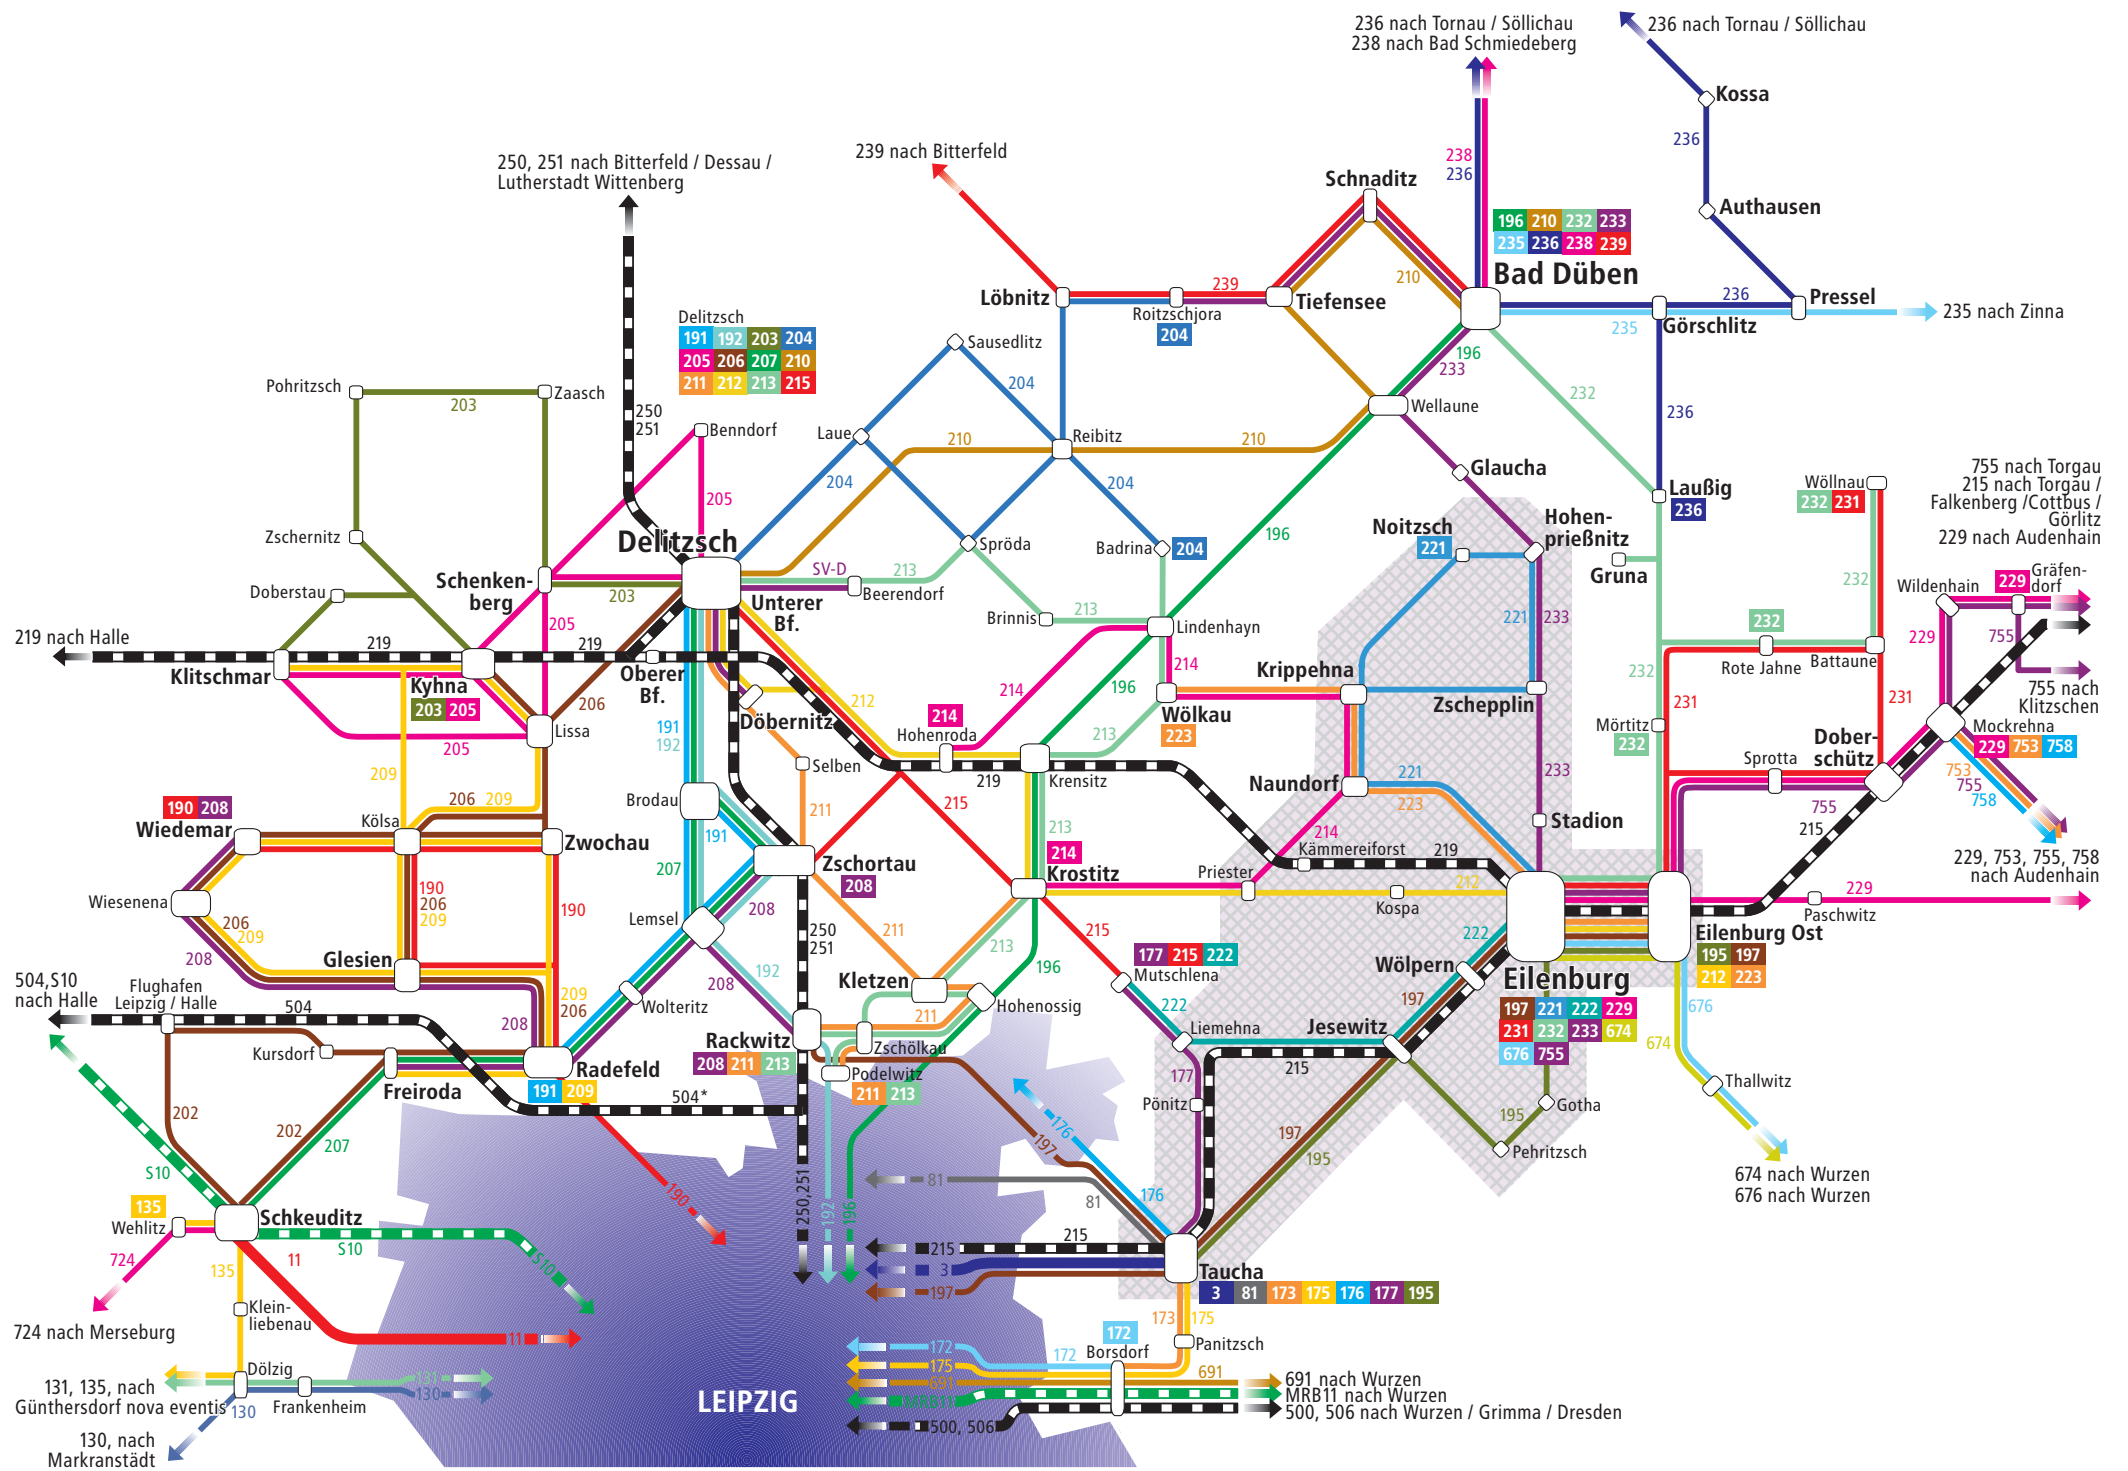 236 nach Tornau / Söllichau
238 nach Bad Schmiedeberg
236 nach Tornau / Söllichau
Kossa
236
239 nach Bitterfeld
250, 251 nach Bitterfeld / Dessau /
Lutherstadt Wittenberg
238
236
Schnaditz
Authausen
196 210 232 233
235 236 238 239
Bad Düben
210
239
Löbnitz
Roitzschjora
204
Tiefensee
236
Pressel
235
Görschlitz
235 nach Zinna
Delitzsch
191 192 203 204
205 206 207 210
211 212 213 215
Sausedlitz
204
196
233
232
236
Pohritzsch
203
Zaasch
250
251
Benndorf
Laue
210
Reibitz
210
Wellaune
Glaucha
204
204
205
Laußig
236
Wöllnau
232 231
755 nach Torgau
215 nach Torgau /
Falkenberg /Cottbus /
Görlitz
229 nach Audenhain
Zschernitz
Delitzsch
Spröda
Badrina
204
196
Noitzsch
221
Hohen-
prießnitz
Gruna
232
Doberstau
Schenken-
berg
203
SV-D
213
Beerendorf
Unterer
Bf.
Brinnis
213
Lindenhayn
221
233
Wildenhain
229
Gräfen-
dorf
229
755
219 nach Halle
219
205
219
Klitschmar
Kyhna
203 205
206
Oberer
Bf.
Döbernitz
212
214
214
196
Wölkau
223
Krippehna
Zschepplin
232
232
Rote Jahne
Battaune
755 nach
Klitzschen
205
Lissa
191
192
214
Hohenroda
213
Mörtitz
232
231
231
Mockrehna
229 753 758
209
Selben
219
Krensitz
Naundorf
221
223
233
Sprotta
Dober-
schütz
753
755
758
206
209
Brodau
191
211
215
213
755
215
190 208
Wiedemar
Kölsa
Zwochau
207
Zschortau
208
214
Krostitz
214
Kämmereiforst
219
Stadion
229, 753, 755, 758
nach Audenhain
Priester
212
Kospa
229
Paschwitz
Wiesenena
190
206
209
190
208
206
209
208
Lemsel
250
251
211
213
215
222
Eilenburg Ost
195 197
212 223
Glesien
192
208
Kletzen
196
177 215 222
Mutschlena
Wölpern
Eilenburg
197 221 222 229
231 232 233 674
676 755
504,S10
nach Halle
Flughafen
Leipzig / Halle
504
209
206
208
Wolteritz
211
Hohenossig
222
197
676
674
Kursdorf
Rackwitz
208 211 213
Zschölkau
Podelwitz
211 213
Liemehna
Jesewitz
215
Freiroda
Radefeld
191 209
504*
177
Pönitz
195
Gotha
Thallwitz
202
202
207
176
197
197
195
Pehritzsch
S10
190
250,251
192
196
81
81
176
674 nach Wurzen
676 nach Wurzen
135
Wehlitz
Schkeuditz
S10
S10
11
215
215
3
197
Taucha
3 81 173 175 176 177 195
724
135
Klein-
liebenau
724 nach Merseburg
11
173
175
172
Borsdorf
Panitzsch
172
172
175
691
691
MRB11
500, 506
691 nach Wurzen
MRB11 nach Wurzen
500, 506 nach Wurzen / Grimma / Dresden
Dölzig
131
130
131, 135, nach
Günthersdorf nova eventis
130
Frankenheim
LEIPZIG
130, nach
Markranstädt